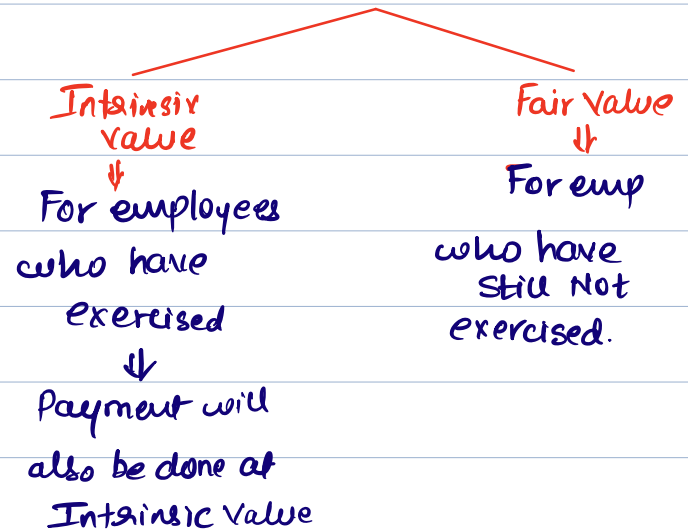 Intrinsiv
value
For employees
who have
exercised
Payment will
also be done at
Intrinsic Value
Fair Value
For emp
who have
Still Not
exercised.